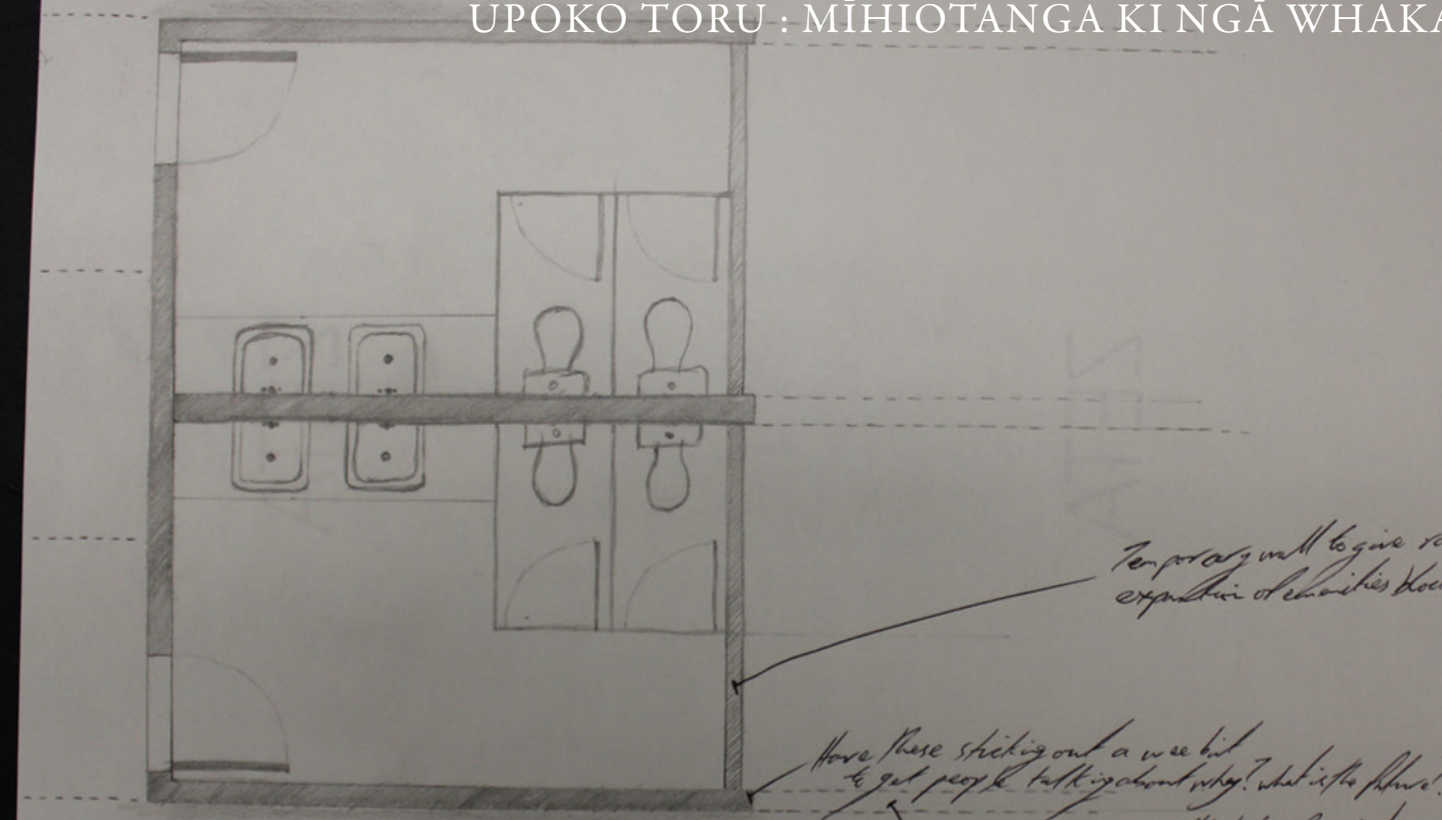 UPOKO TORU : MĪHIOTANGA KI NGĀ WHAKA
Temporary wall to give
expansion of amenities
Have these sticking out a wee bit
to get people talking about why? what is the future?